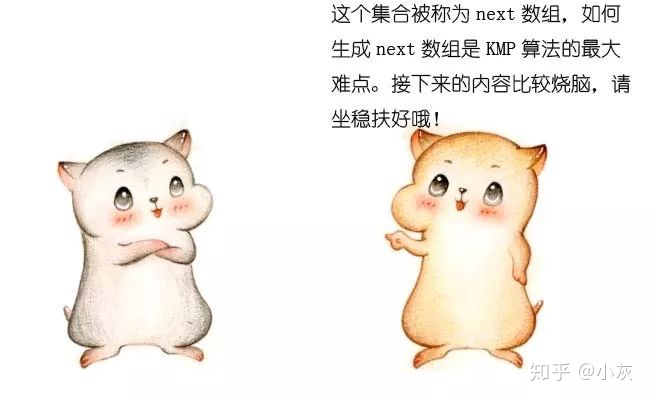 这个集合被称为 next 数组，如何
生成 next 数组是 KMP 算法的最大
难点。接下来的内容比较烧脑，请
坐稳扶好哦！
知乎 @小灰